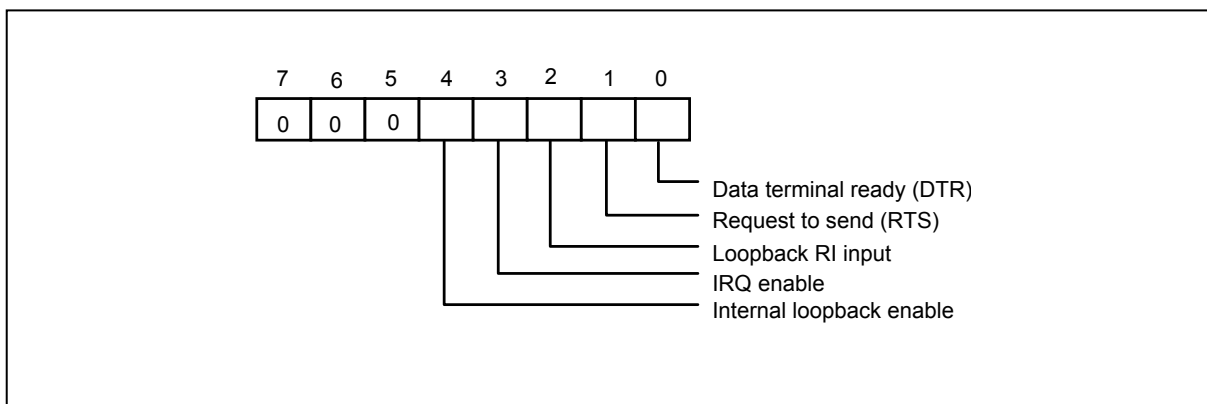 7 6 5 4 3 2 1 0
0 0 0
Data terminal ready (DTR)
Request to send (RTS)
Loopback RI input
IRQ enable
Internal loopback enable